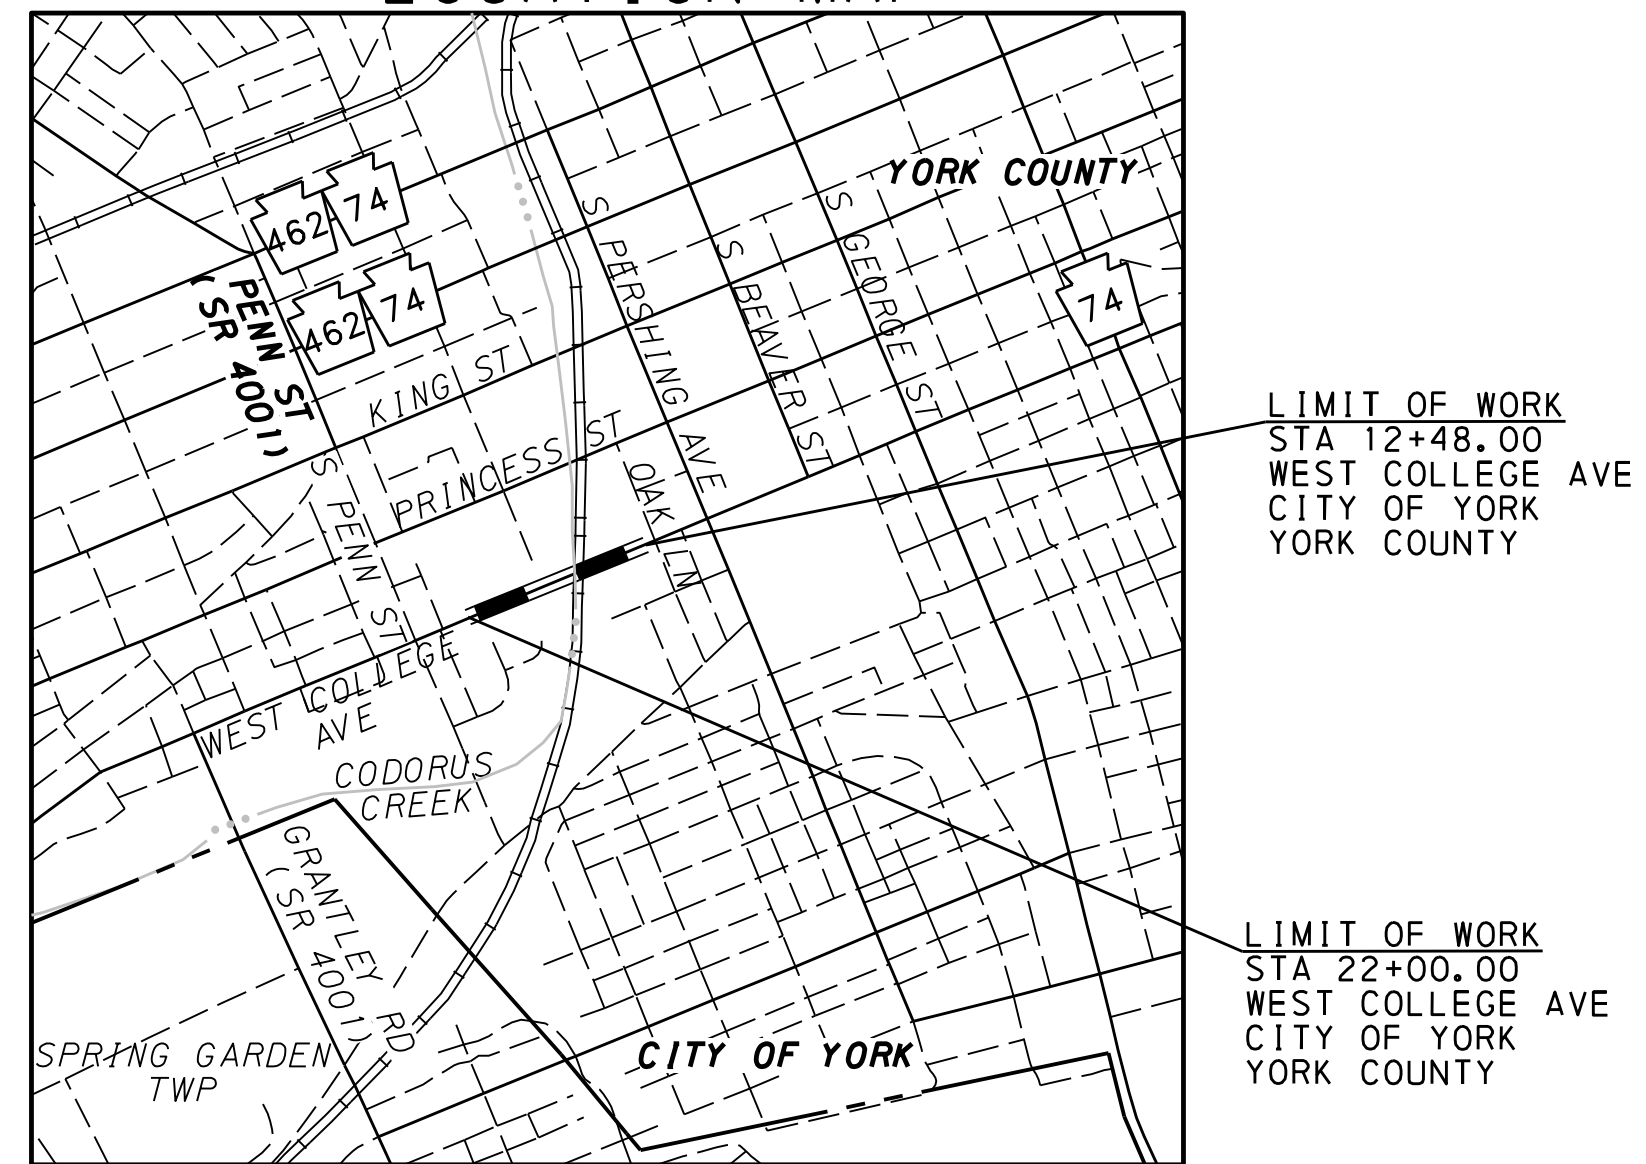 LOCATION MAP
YORK COUNTY
462
74
462
74
74
PENN ST
(SR 4001)
S PERSHING AVE
S BEAVER ST
S GEORGE ST
KING ST
PRINCESS ST
OAK LN
S PENN ST
WEST COLLEGE
AVE
CODORUS
CREEK
GRANTLEY RD
(SR 4001)
SPRING GARDEN
TWP
CITY OF YORK
LIMIT OF WORK
STA 12+48.00
WEST COLLEGE AVE
CITY OF YORK
YORK COUNTY
LIMIT OF WORK
STA 22+00.00
WEST COLLEGE AVE
CITY OF YORK
YORK COUNTY